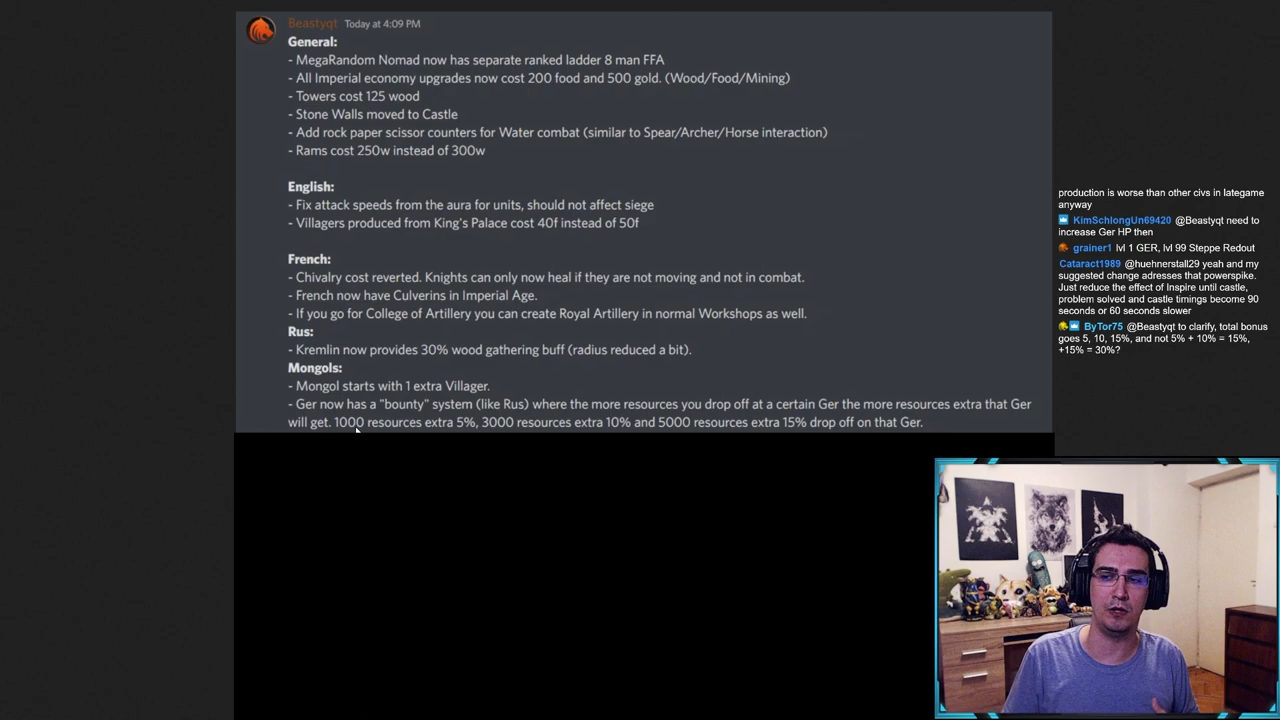 Beastyqt Today at 4:09 PM
General:
- MegaRandom Nomad now has separate ranked ladder 8 man FFA
- All Imperial economy upgrades now cost 200 food and 500 gold. (Wood/Food/Mining)
- Towers cost 125 wood
- Stone Walls moved to Castle
- Add rock paper scissor counters for Water combat (similar to Spear/Archer/Horse interaction)
- Rams cost 250w instead of 300w
English:
- Fix attack speeds from the aura for units, should not affect siege
- Villagers produced from King's Palace cost 40f instead of 50f
French:
- Chivalry cost reverted. Knights can only now heal if they are not moving and not in combat.
- French now have Culverins in Imperial Age.
- If you go for College of Artillery you can create Royal Artillery in normal Workshops as well.
Rus:
- Kremlin now provides 30% wood gathering buff (radius reduced a bit).
Mongols:
- Mongol starts with 1 extra Villager.
- Ger now has a "bounty" system (like Rus) where the more resources you drop off at a certain Ger the more resources extra that Ger
will get. 1000 resources extra 5%, 3000 resources extra 10% and 5000 resources extra 15% drop off on that Ger.
production is worse than other civs in lategame
anyway
KimSchlongUn69420 @Beastyqt need to
increase Ger HP then
grainer1 lvl 1 GER, lvl 99 Steppe Redout
Cataract1989 @huehnerstall29 yeah and my
suggested change adresses that powerspike.
Just reduce the effect of Inspire until castle,
problem solved and castle timings become 90
seconds or 60 seconds slower
ByTor75 @Beastyqt to clarify, total bonus
goes 5, 10, 15%, and not 5% + 10% = 15%,
+15% = 30%?